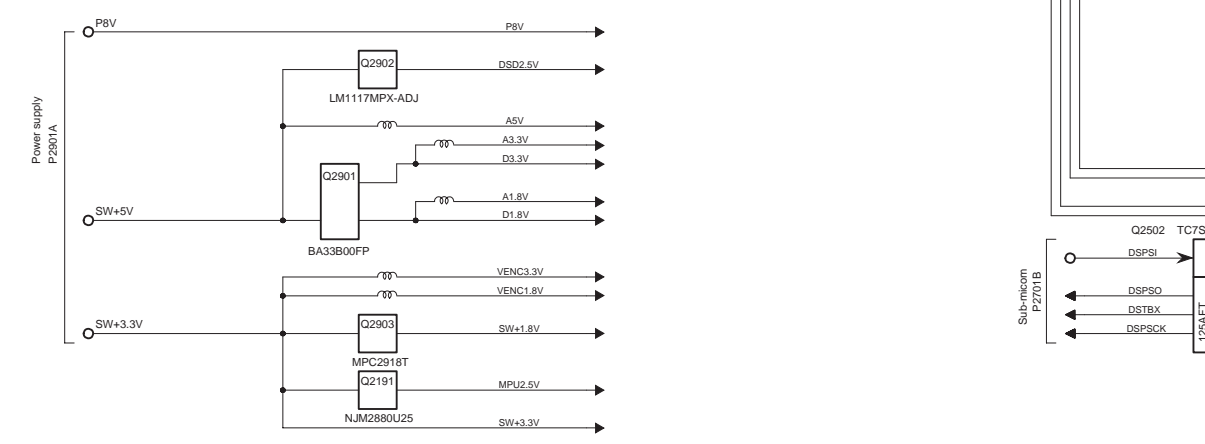 P8V
P8V
Q2902
DSD2.5V
LM1117MPX-ADJ
Power supply
P2901A
A5V
A3.3V
D3.3V
Q2901
A1.8V
D1.8V
SW+5V
BA33B00FP
VENC3.3V
VENC1.8V
SW+3.3V
Q2903
SW+1.8V
MPC2918T
Q2191
MPU2.5V
NJM2880U25
SW+3.3V
Q2502
TC7S
Sub-micom
P2701B
DSPSI
DSPSO
DSTBX
DSPSCK
125AFT